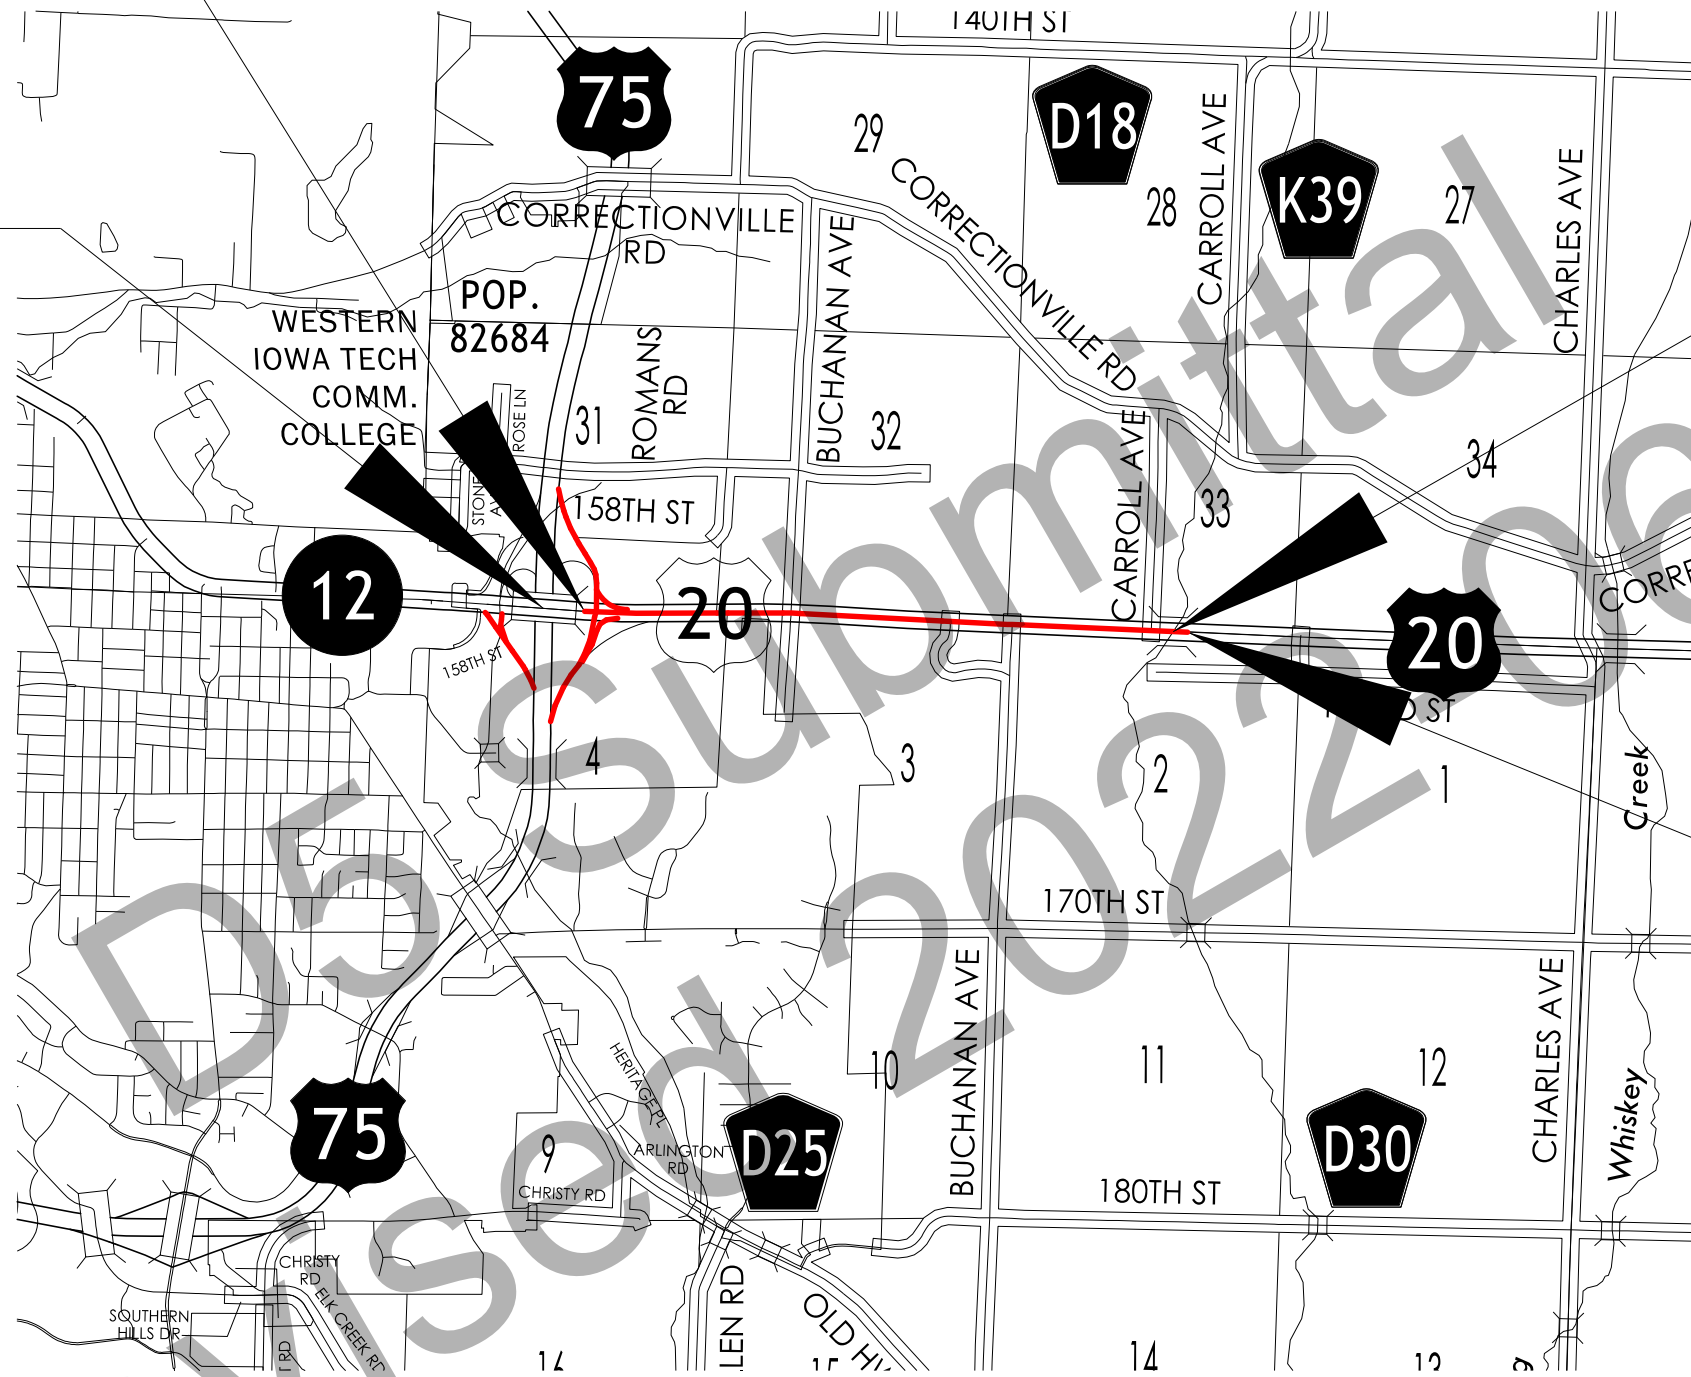 140TH ST
75
D18
29
CORRECTIONVILLE RD
28
CARROLL AVE
K39
27
CHARLES AVE
CORRECTIONVILLE
RD
BUCHANAN AVE
POP.
82684
WESTERN
IOWA TECH
COMM.
COLLEGE
ROSE LN
31
ROMANS
RD
32
CARROLL AVE
34
33
158TH ST
12
20
20
158TH ST
4
3
2
1
Creek
170TH ST
BUCHANAN AVE
CHARLES AVE
10
11
12
HERITAGE PL
75
9
ARLINGTON
RD
D25
D30
Whiskey
CHRISTY RD
180TH ST
CHRISTY
RD
ELK CREEK RD
SOUTHERN
HILLS DR
OLD
16
14
D5 Submittal
2022